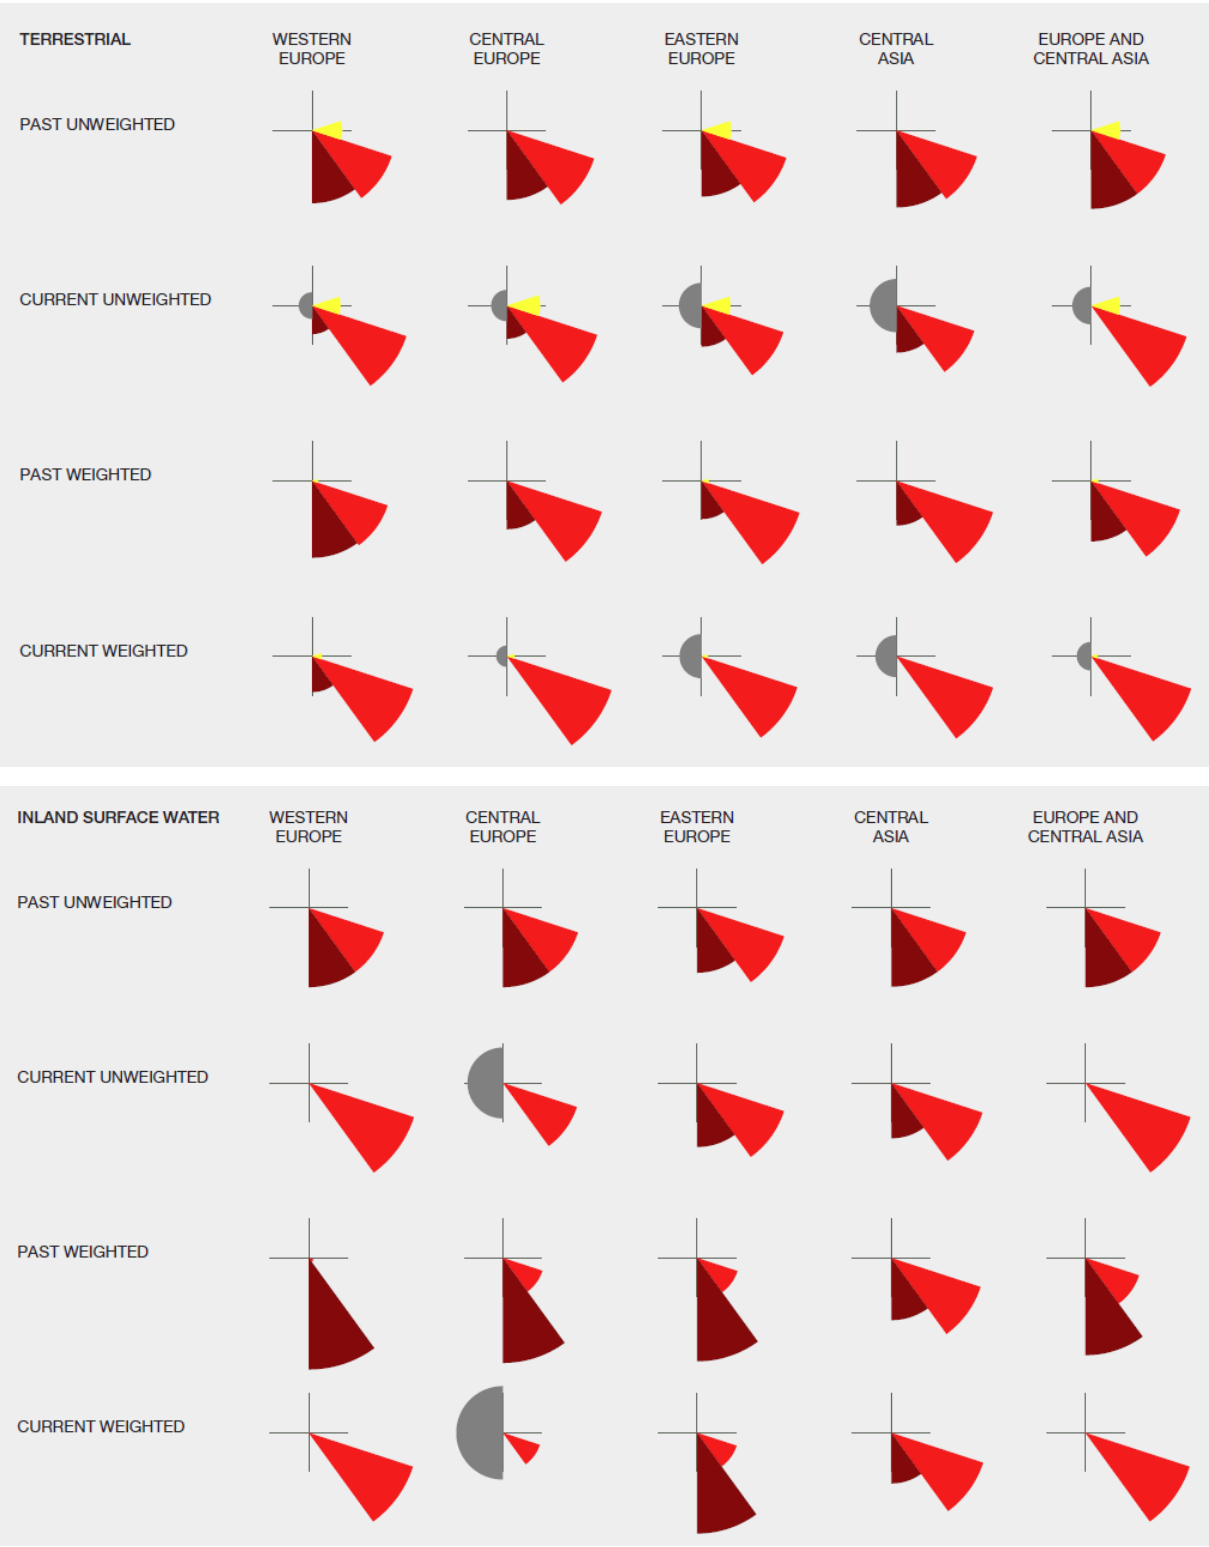 TERRESTRIAL
WESTERN
EUROPE
CENTRAL
EUROPE
EASTERN
EUROPE
CENTRAL
ASIA
EUROPE AND
CENTRAL ASIA
PAST UNWEIGHTED
CURRENT UNWEIGHTED
PAST WEIGHTED
CURRENT WEIGHTED
INLAND SURFACE WATER
WESTERN
EUROPE
CENTRAL
EUROPE
EASTERN
EUROPE
CENTRAL
ASIA
EUROPE AND
CENTRAL ASIA
PAST UNWEIGHTED
CURRENT UNWEIGHTED
PAST WEIGHTED
CURRENT WEIGHTED